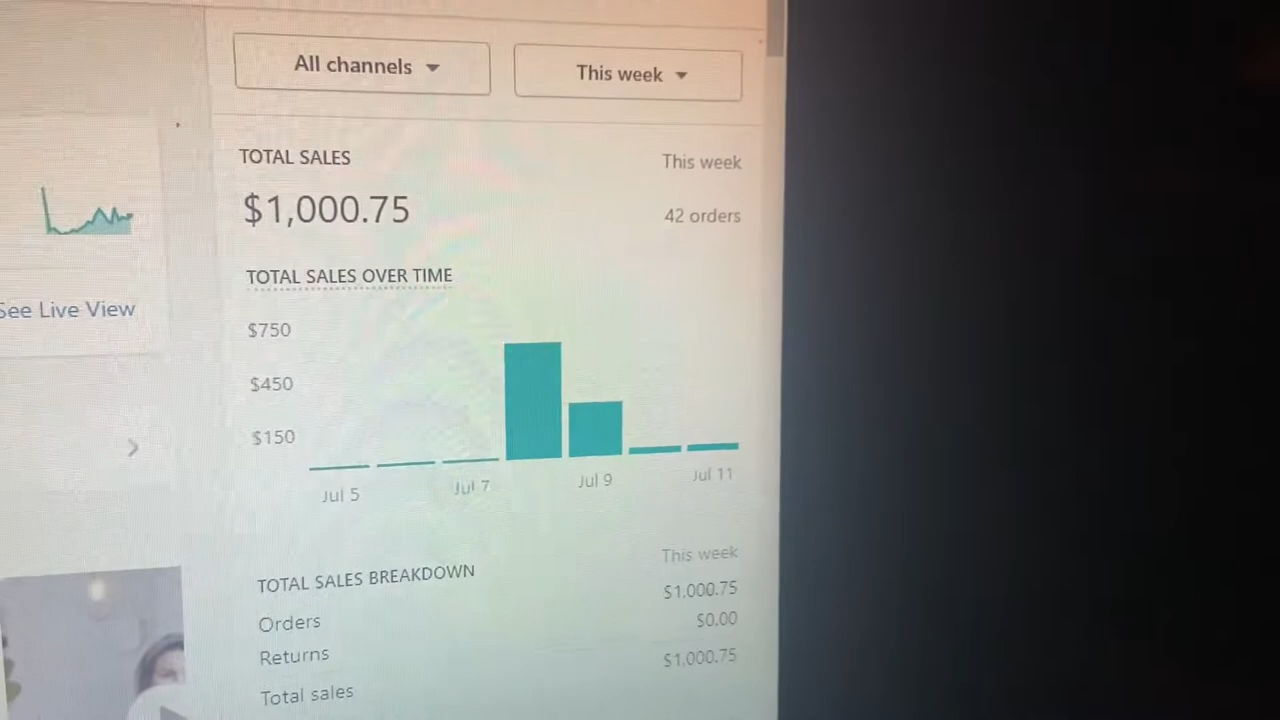 All channels
This week
TOTAL SALES
This week
$1,000.75
42 orders
See Live View
TOTAL SALES OVER TIME
$750
$450
$150
Jul 5
Jul 7
Jul 9
Jul 11
TOTAL SALES BREAKDOWN
This week
Orders
$1,000.75
Returns
$0.00
Total sales
$1,000.75